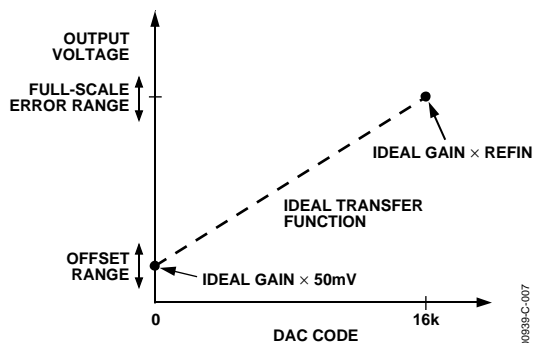 OUTPUT
VOLTAGE
FULL-SCALE
ERROR RANGE
IDEAL GAIN × REFIN
IDEAL TRANSFER
FUNCTION
OFFSET
RANGE
IDEAL GAIN × 50mV
0
16k
DAC CODE
00939-C-007